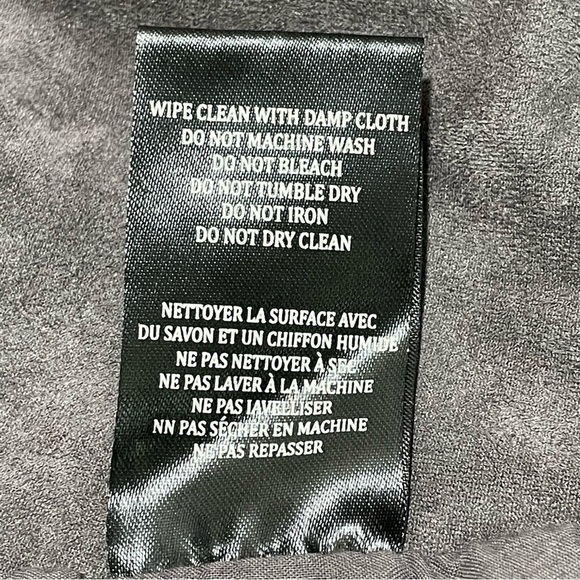 WIPE CLEAN WITH DAMP CLOTH
DO NOT MACHINE WASH
DO NOT BLEACH
DO NOT TUMBLE DRY
DO NOT IRON
DO NOT DRY CLEAN
NETTOYER LA SURFACE AVEC
DU SAVON ET UN CHIFFON HUMIDE
NE PAS NETTOYER À SEC
NE PAS LAVER À LA MACHINE
NE PAS JAVELLISER
NN PAS SÉCHER EN MACHINE
NE PAS REPASSER